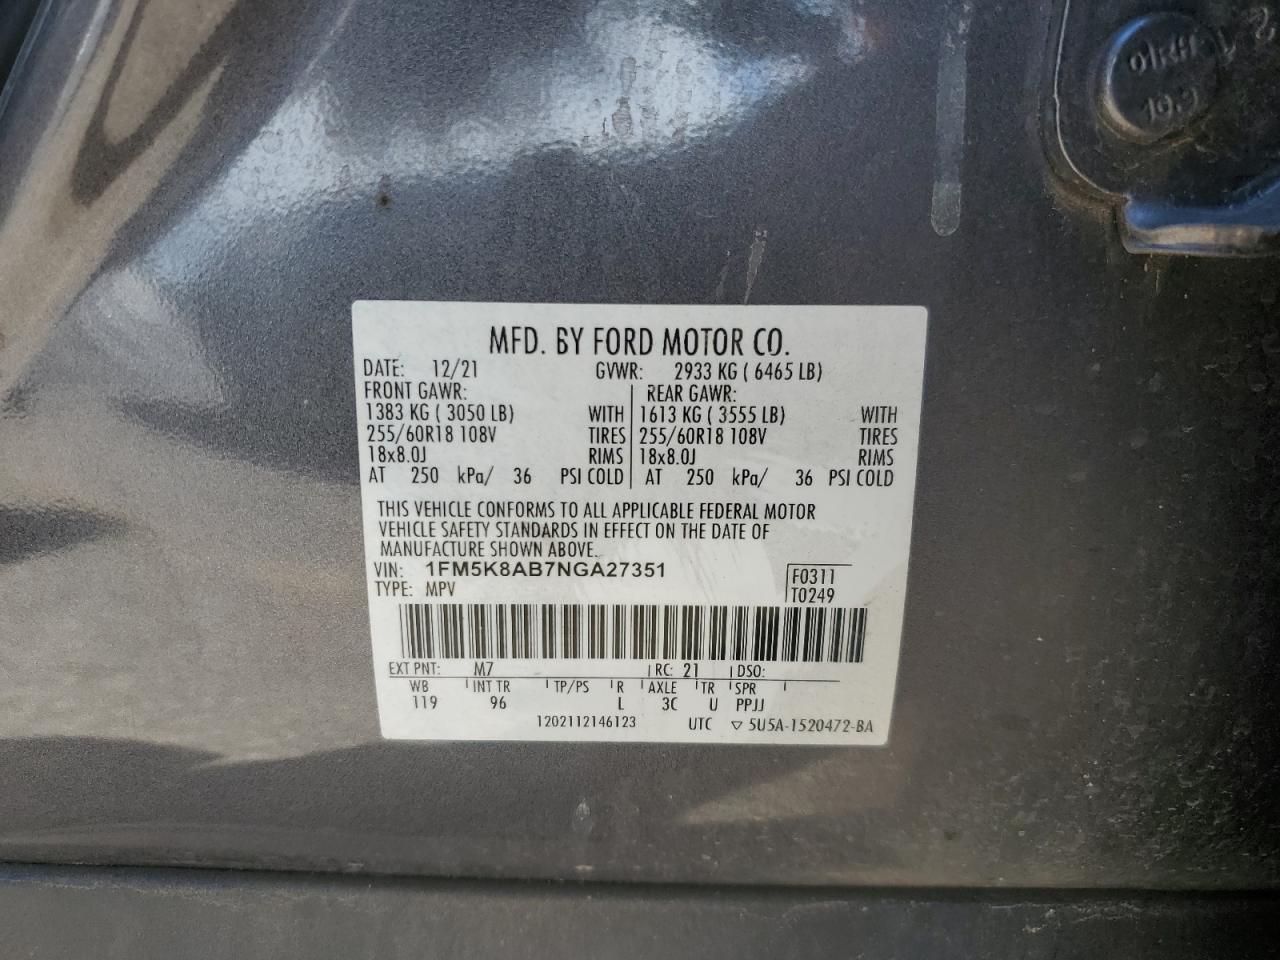 MFD. BY FORD MOTOR CO.
DATE: 12/21 GVWR: 2933 KG ( 6465 LB)
FRONT GAWR: REAR GAWR:
1383 KG ( 3050 LB) WITH 1613 KG ( 3555 LB) WITH
255/60R18 108V TIRES 255/60R18 108V TIRES
18x8.0J RIMS 18x8.0J RIMS
AT 250 kPa/ 36 PSI COLD AT 250 kPa/ 36 PSI COLD
THIS VEHICLE CONFORMS TO ALL APPLICABLE FEDERAL MOTOR
VEHICLE SAFETY STANDARDS IN EFFECT ON THE DATE OF
MANUFACTURE SHOWN ABOVE.
VIN: 1FM5K8AB7NGA27351 F0311
TYPE: MPV T0249
EXT PNT: M7 RC: 21 DSO:
WB INT TR TP/PS R AXLE TR SPR
119 96 L 3C U PPJJ
1202112146123 UTC ▽ 5U5A-1520472-BA